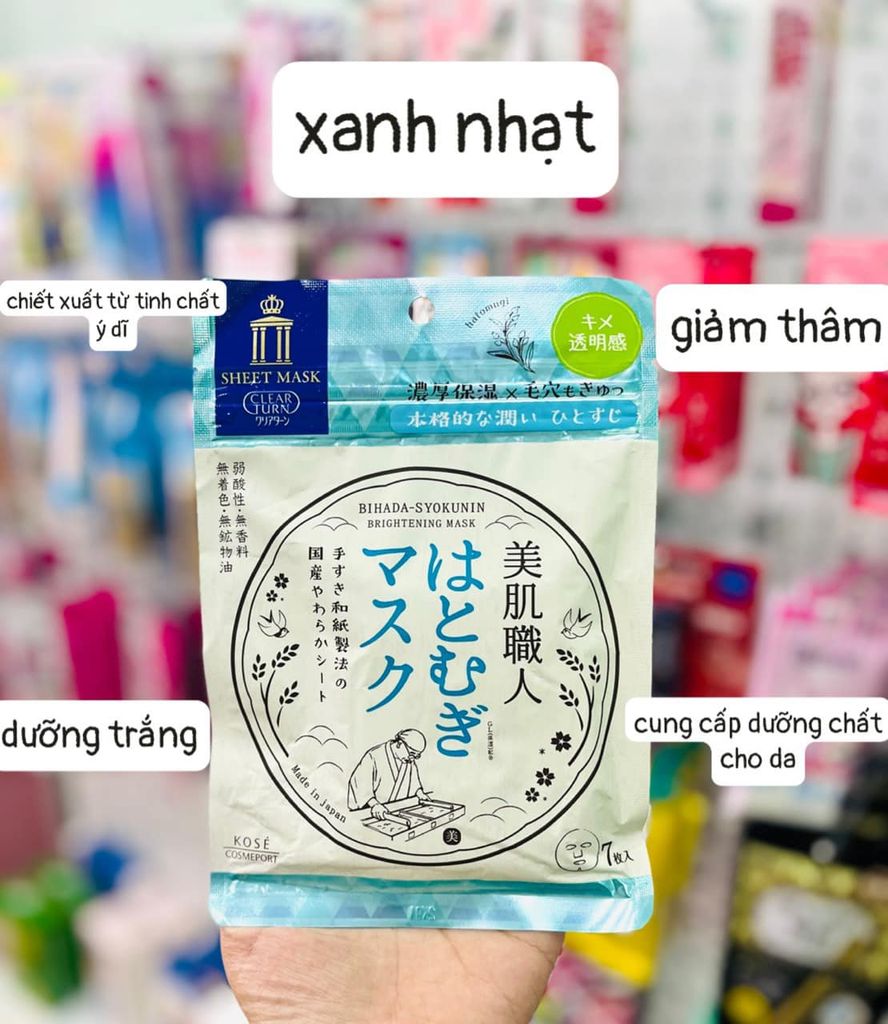 xanh nhạt
chiết xuất từ tinh chất
ý dĩ
giảm thâm
dưỡng trắng
cung cấp dưỡng chất
cho da
SHEET MASK
CLEAR
TURN
クリアターン
hatomugi
キメ
透明感
濃厚保湿×毛穴もきゅっ
本格的な潤い ひとすじ
弱酸性・無香料
無着色・無鉱物油
BIHADA-SYOKUNIN
BRIGHTENING MASK
美肌職人
はとむぎ
マスク
手すき和紙製法の
国産やわらかシート
Made in Japan
美
KOSÉ
COSMEPORT
7枚入